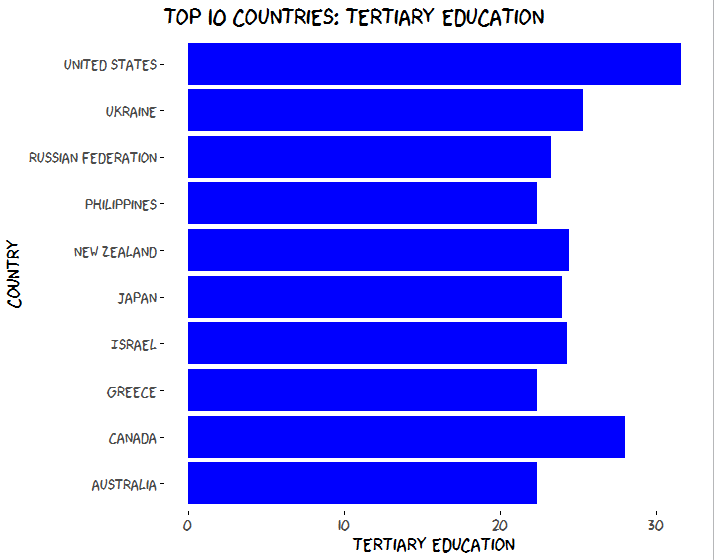 TOP 10 COUNTRIES: TERTIARY EDUCATION
UNITED STATES
UKRAINE
RUSSIAN FEDERATION
PHILIPPINES
NEW ZEALAND
JAPAN
ISRAEL
GREECE
CANADA
AUSTRALIA
COUNTRY
0 10 20 30
TERTIARY EDUCATION